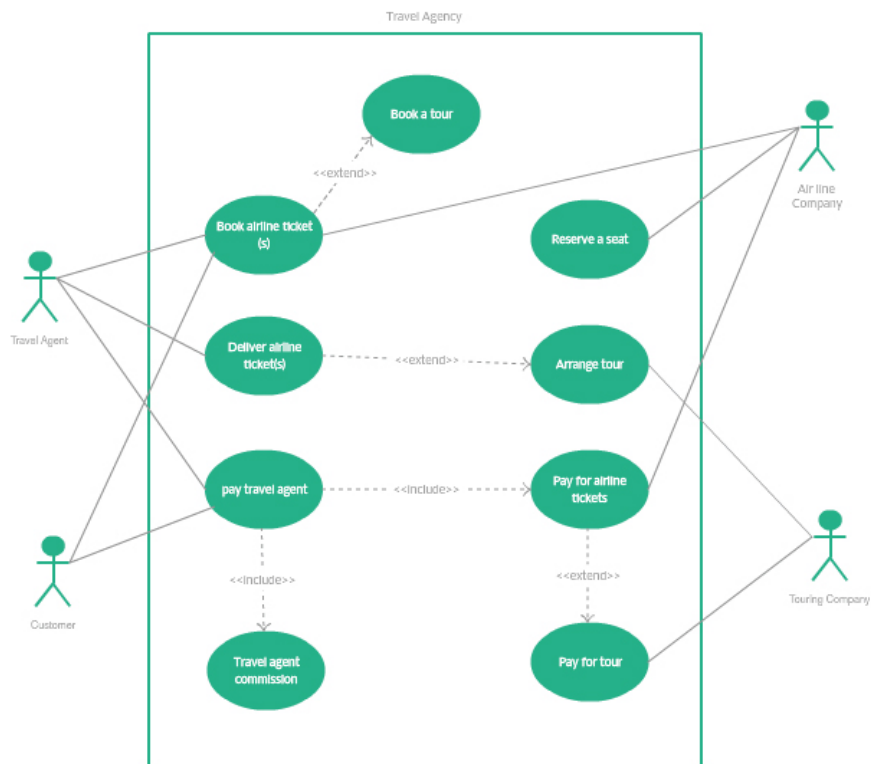 Travel Agency
Book a tour
<<extend>>
Air line
Company
Book airline ticket
(s)
Reserve a seat
Travel Agent
Deliver airline
ticket(s)
<<extend>>
Arrange tour
pay travel agent
<<include>>
Pay for airline
tickets
<<include>>
<<extend>>
Customer
Touring Company
Travel agent
commission
Pay for tour